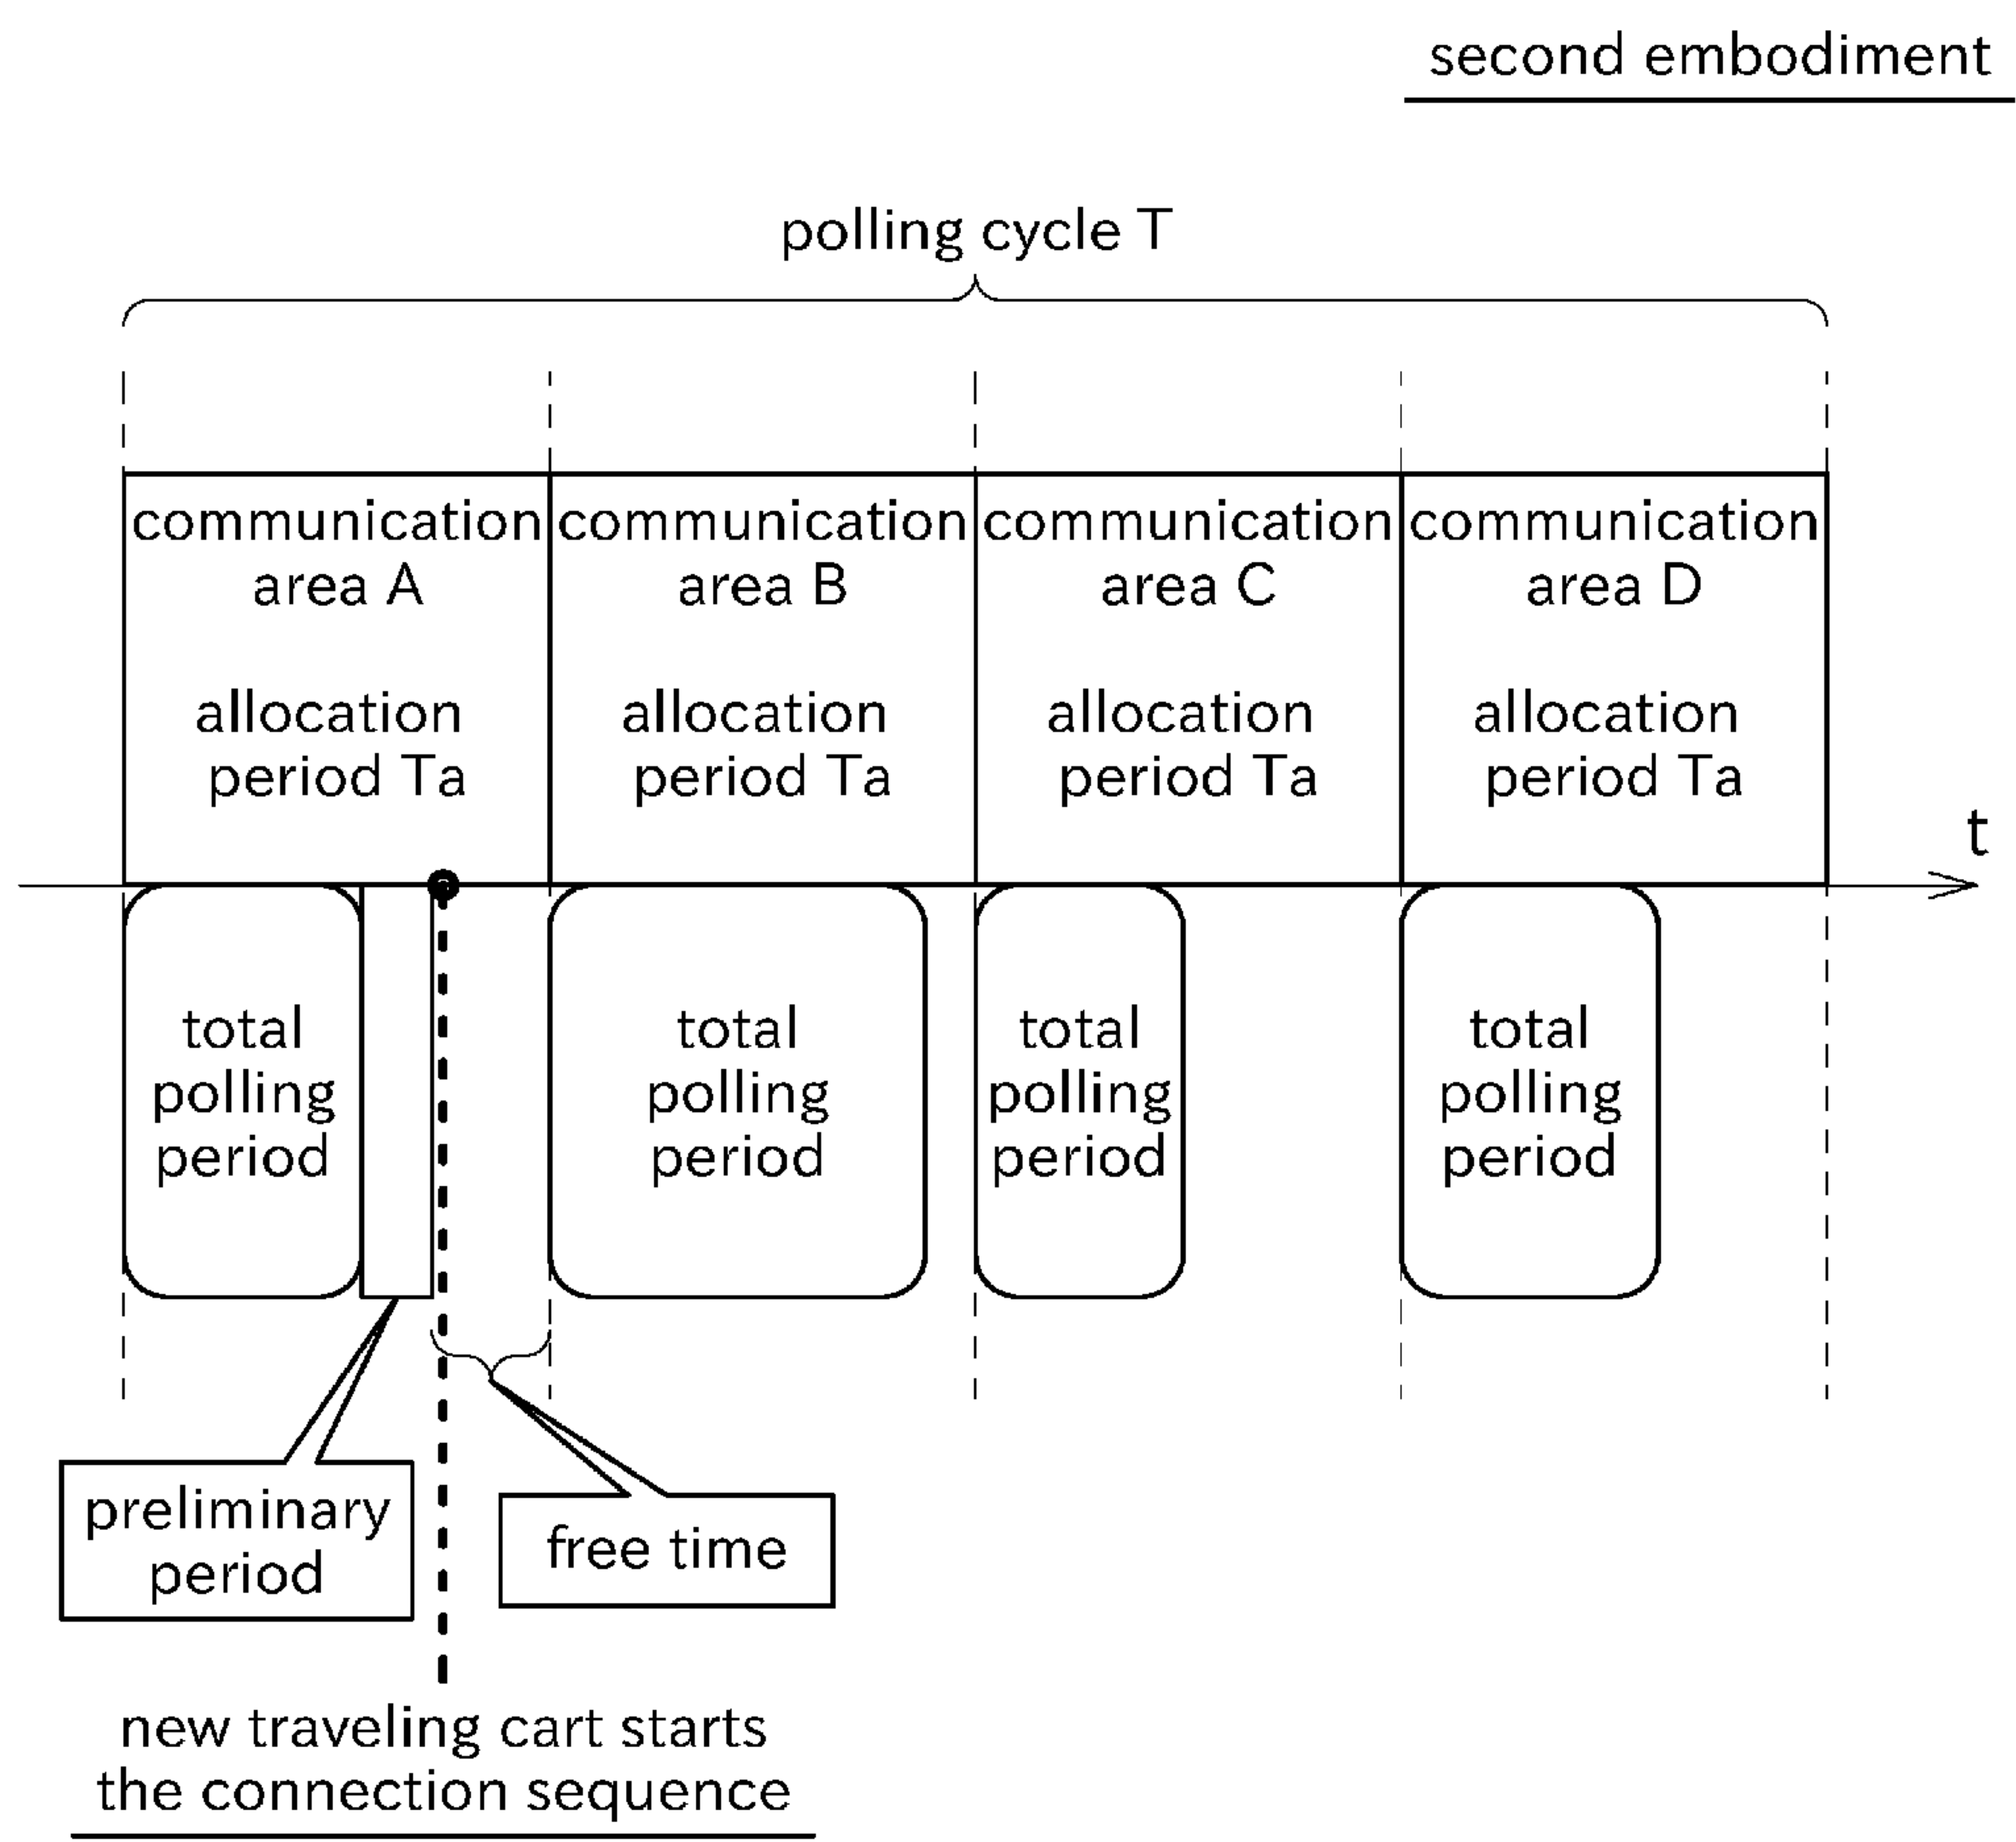 second embodiment
polling cycle T
communication
area A
allocation
period Ta
communication
area B
allocation
period Ta
communication
area C
allocation
period Ta
communication
area D
allocation
period Ta
t
total
polling
period
total
polling
period
total
polling
period
total
polling
period
preliminary
period
free time
new traveling cart starts
the connection sequence